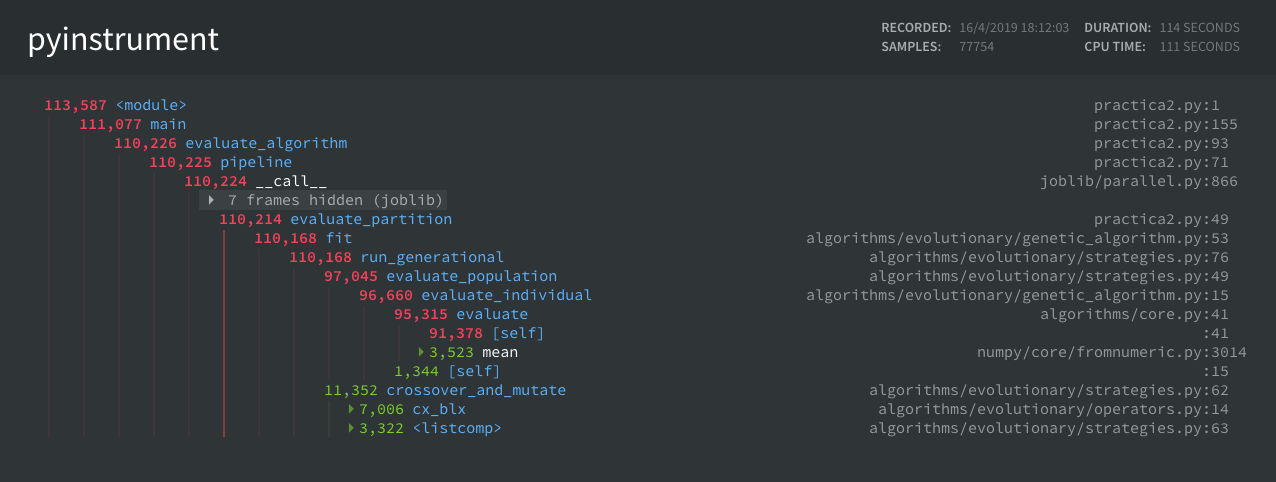 pyinstrument
RECORDED: 16/4/2019 18:12:03 DURATION: 114 SECONDS
SAMPLES: 77754 CPU TIME: 111 SECONDS
113,587 <module> practica2.py:1
111,077 main practica2.py:155
110,226 evaluate_algorithm practica2.py:93
110,225 pipeline practica2.py:71
110,224 __call__ joblib/parallel.py:866
7 frames hidden (joblib)
110,214 evaluate_partition practica2.py:49
110,168 fit algorithms/evolutionary/genetic_algorithm.py:53
110,168 run_generational algorithms/evolutionary/strategies.py:76
97,045 evaluate_population algorithms/evolutionary/strategies.py:49
96,660 evaluate_individual algorithms/evolutionary/genetic_algorithm.py:15
95,315 evaluate algorithms/core.py:41
91,378 [self] :41
3,523 mean numpy/core/fromnumeric.py:3014
1,344 [self] :15
11,352 crossover_and_mutate algorithms/evolutionary/strategies.py:62
7,006 cx_blx algorithms/evolutionary/operators.py:14
3,322 <listcomp> algorithms/evolutionary/strategies.py:63